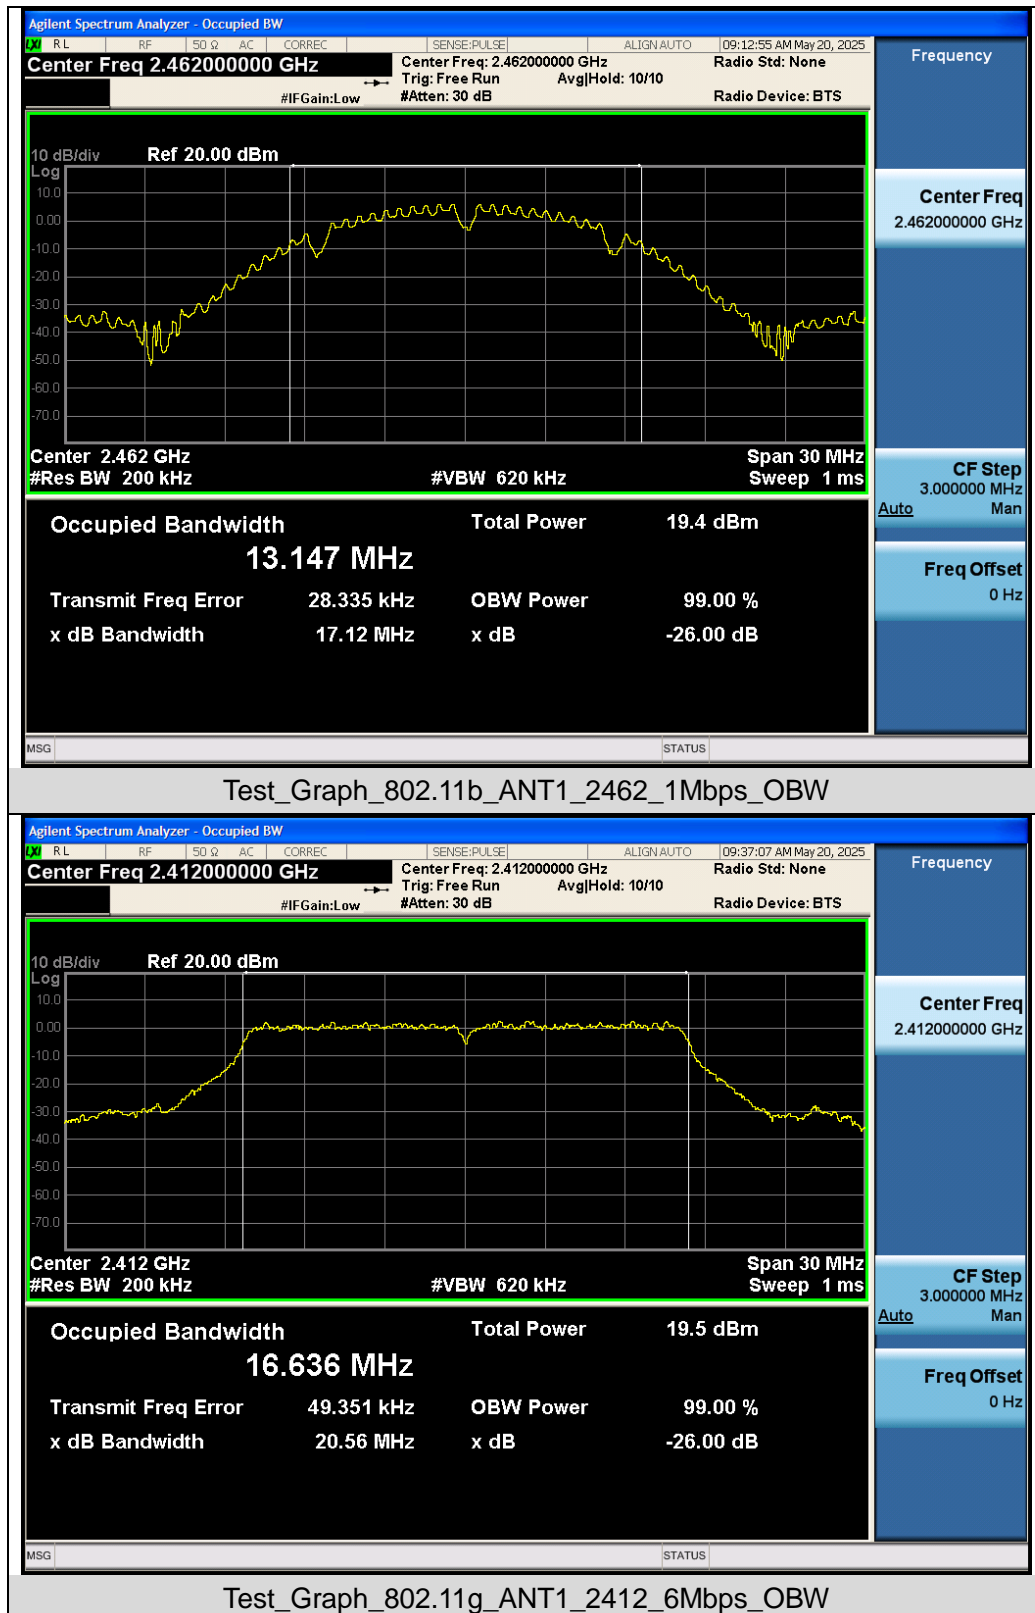 Agilent Spectrum Analyzer - Occupied BW
LXI RL RF 50 Ω AC CORREC SENSE:PULSE ALIGN AUTO 09:12:55 AM May 20, 2025
Center Freq 2.462000000 GHz
Center Freq: 2.462000000 GHz
Radio Std: None
Trig: Free Run Avg|Hold: 10/10
#IFGain:Low
#Atten: 30 dB
Radio Device: BTS
Frequency
10 dB/div Ref 20.00 dBm
Log
10.0
0.00
-10.0
-20.0
-30.0
-40.0
-50.0
-60.0
-70.0
Center 2.462 GHz Span 30 MHz
#Res BW 200 kHz #VBW 620 kHz Sweep 1 ms
Center Freq
2.462000000 GHz
CF Step
3.000000 MHz
Auto Man
Freq Offset
0 Hz
Occupied Bandwidth Total Power 19.4 dBm
13.147 MHz
Transmit Freq Error 28.335 kHz OBW Power 99.00 %
x dB Bandwidth 17.12 MHz x dB -26.00 dB
MSG STATUS
Test_Graph_802.11b_ANT1_2462_1Mbps_OBW
Agilent Spectrum Analyzer - Occupied BW
LXI RL RF 50 Ω AC CORREC SENSE:PULSE ALIGN AUTO 09:37:07 AM May 20, 2025
Center Freq 2.412000000 GHz
Center Freq: 2.412000000 GHz
Radio Std: None
Trig: Free Run Avg|Hold: 10/10
#IFGain:Low
#Atten: 30 dB
Radio Device: BTS
Frequency
10 dB/div Ref 20.00 dBm
Log
10.0
0.00
-10.0
-20.0
-30.0
-40.0
-50.0
-60.0
-70.0
Center 2.412 GHz Span 30 MHz
#Res BW 200 kHz #VBW 620 kHz Sweep 1 ms
Center Freq
2.412000000 GHz
CF Step
3.000000 MHz
Auto Man
Freq Offset
0 Hz
Occupied Bandwidth Total Power 19.5 dBm
16.636 MHz
Transmit Freq Error 49.351 kHz OBW Power 99.00 %
x dB Bandwidth 20.56 MHz x dB -26.00 dB
MSG STATUS
Test_Graph_802.11g_ANT1_2412_6Mbps_OBW